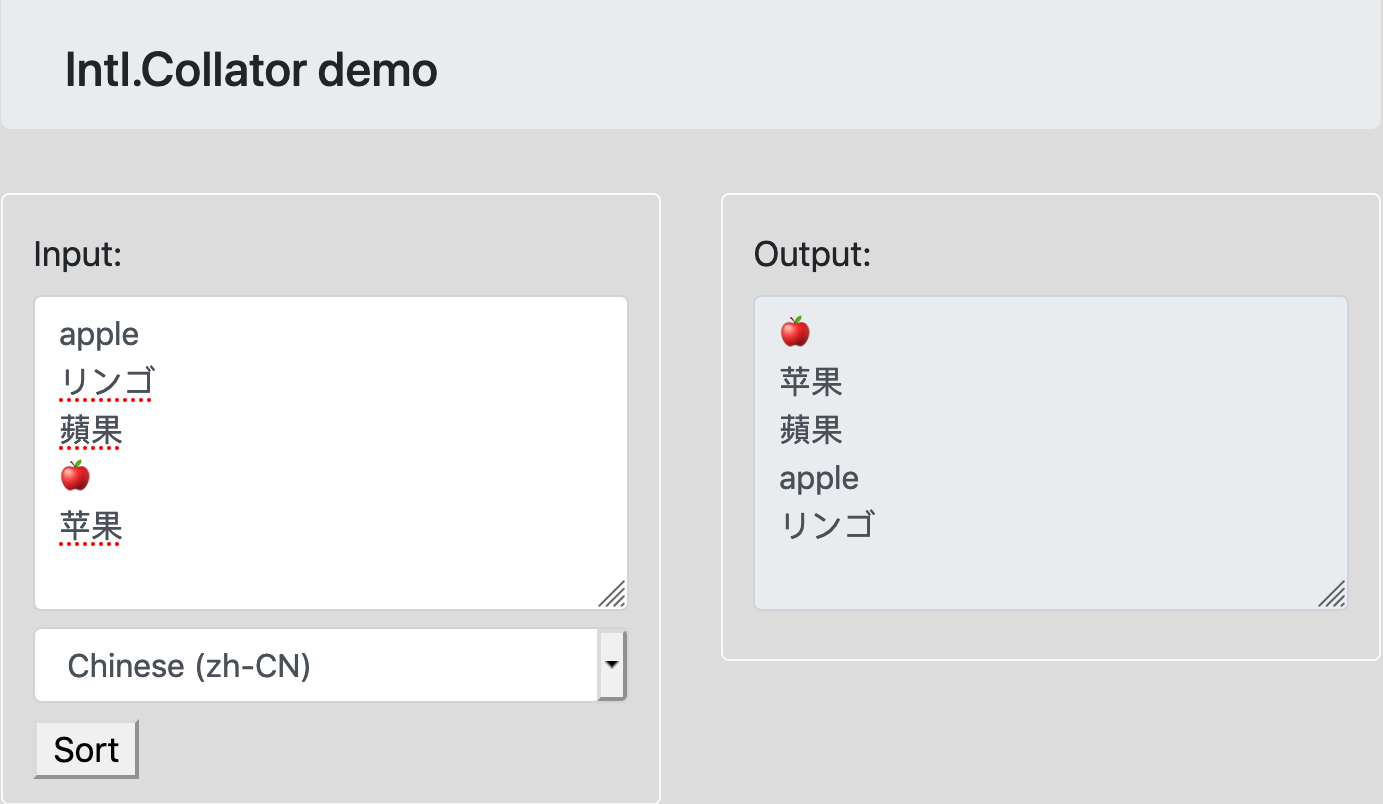 Intl.Collator demo
Input:
apple
リンゴ
蘋果
🍎
苹果
Chinese (zh-CN)
Sort
Output:
🍎
苹果
蘋果
apple
リンゴ